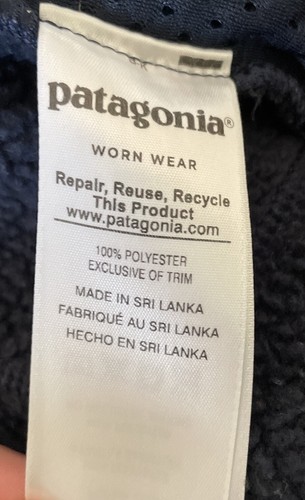 patagonia®
WORN WEAR
Repair, Reuse, Recycle
This Product
www.patagonia.com
100% POLYESTER
EXCLUSIVE OF TRIM
MADE IN SRI LANKA
FABRIQUÉ AU SRI LANKA
HECHO EN SRI LANKA